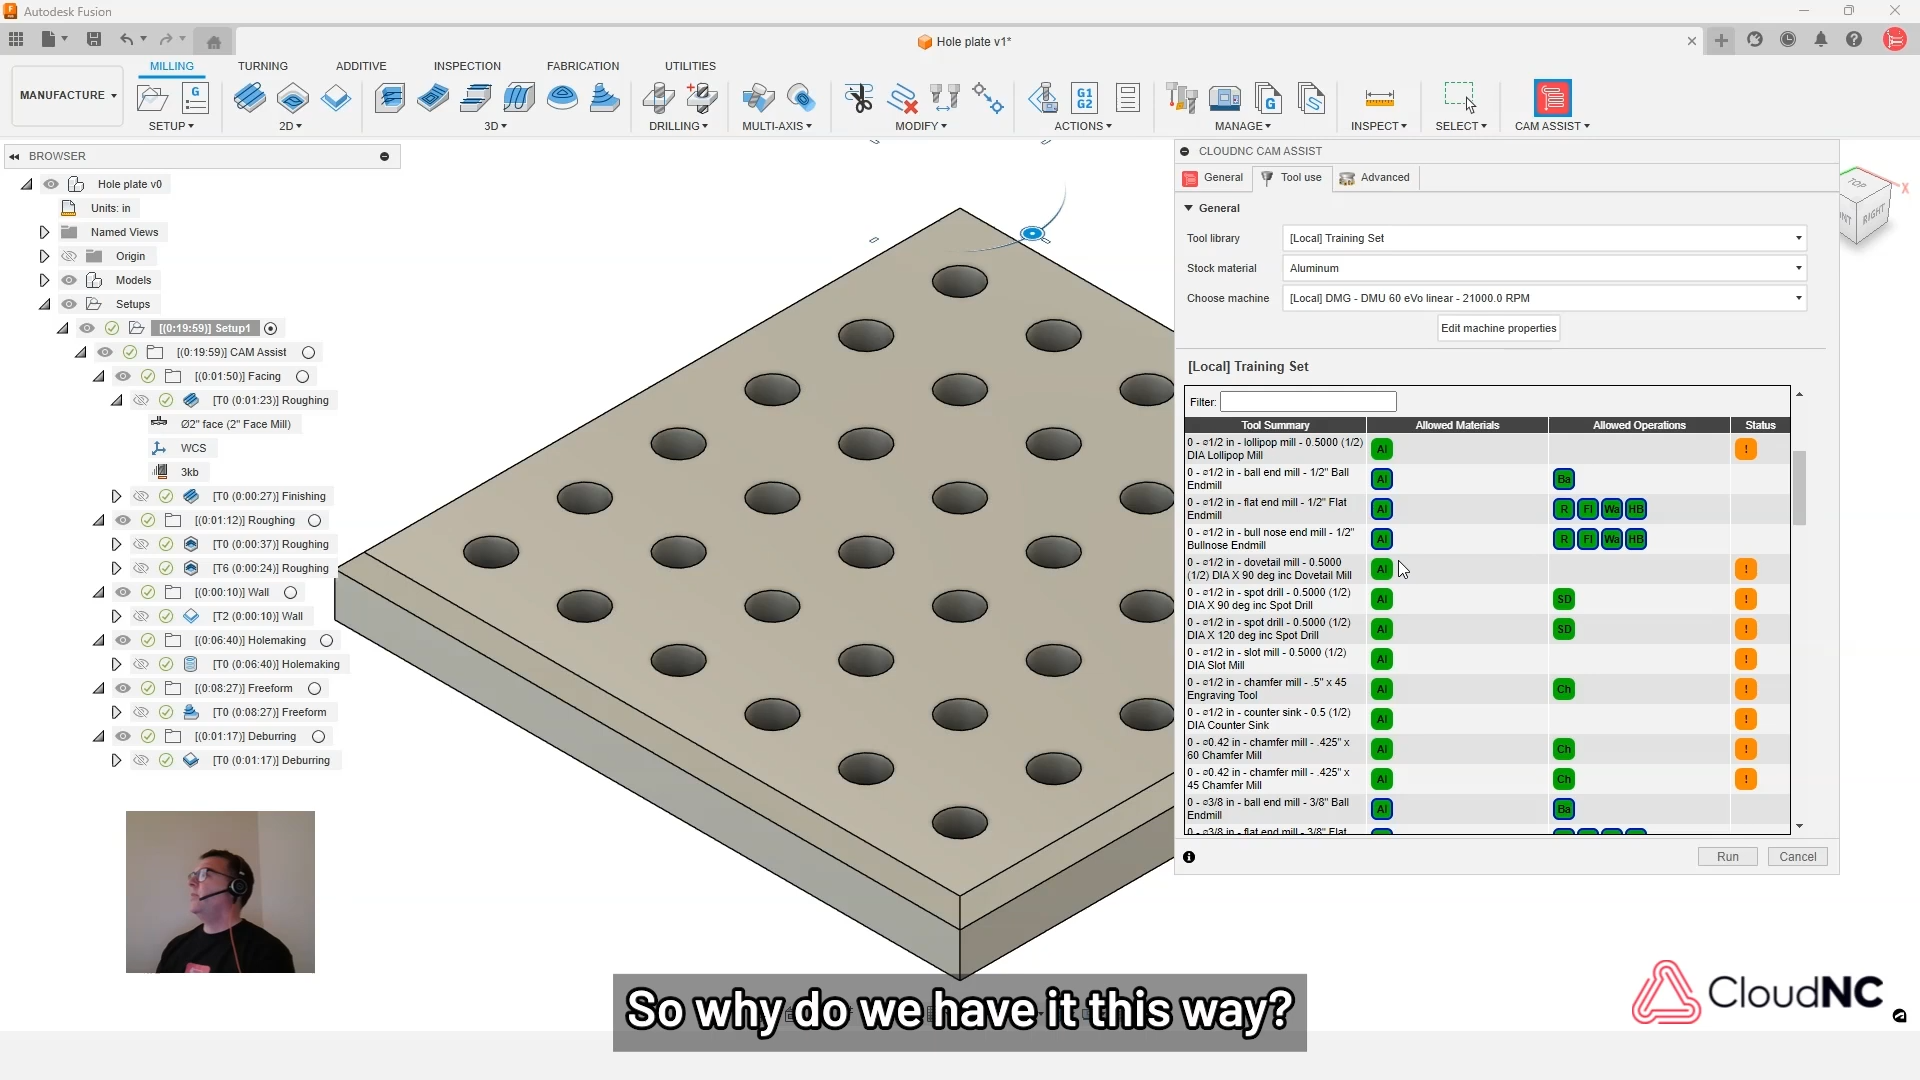 Autodesk Fusion
Hole plate v1*
MILLING TURNING ADDITIVE INSPECTION FABRICATION UTILITIES
MANUFACTURE
G
G1
G2
G
SETUP 2D 3D DRILLING MULTI-AXIS MODIFY ACTIONS MANAGE INSPECT SELECT CAM ASSIST
BROWSER
Hole plate v0
Units: in
Named Views
Origin
Models
Setups
[(0:19:59)] Setup1
[(0:19:59)] CAM Assist
[(0:01:50)] Facing
[T0 (0:01:23)] Roughing
Ø2" face (2" Face Mill)
WCS
3kb
[T0 (0:00:27)] Finishing
[(0:01:12)] Roughing
[T0 (0:00:37)] Roughing
[T6 (0:00:24)] Roughing
[(0:00:10)] Wall
[T2 (0:00:10)] Wall
[(0:06:40)] Holemaking
[T0 (0:06:40)] Holemaking
[(0:08:27)] Freeform
[T0 (0:08:27)] Freeform
[(0:01:17)] Deburring
[T0 (0:01:17)] Deburring
CLOUDNC CAM ASSIST
General Tool use Advanced
General
Tool library [Local] Training Set
Stock material Aluminum
Choose machine [Local] DMG - DMU 60 eVo linear - 21000.0 RPM
Edit machine properties
[Local] Training Set
Filter:
Tool Summary Allowed Materials Allowed Operations Status
0 - ⌀1/2 in - lollipop mill - 0.5000 (1/2)
DIA Lollipop Mill Al !
0 - ⌀1/2 in - ball end mill - 1/2" Ball
Endmill Al Ba
0 - ⌀1/2 in - flat end mill - 1/2" Flat
Endmill Al R Fl Wa HB
0 - ⌀1/2 in - bull nose end mill - 1/2"
Bullnose Endmill Al R Fl Wa HB
0 - ⌀1/2 in - dovetail mill - 0.5000
(1/2) DIA X 90 deg inc Dovetail Mill Al !
0 - ⌀1/2 in - spot drill - 0.5000 (1/2)
DIA X 90 deg inc Spot Drill Al SD !
0 - ⌀1/2 in - spot drill - 0.5000 (1/2)
DIA X 120 deg inc Spot Drill Al SD !
0 - ⌀1/2 in - slot mill - 0.5000 (1/2)
DIA Slot Mill Al !
0 - ⌀1/2 in - chamfer mill - .5" x 45
Engraving Tool Al Ch !
0 - ⌀1/2 in - counter sink - 0.5 (1/2)
DIA Counter Sink Al !
0 - ⌀0.42 in - chamfer mill - .425" x
60 Chamfer Mill Al Ch !
0 - ⌀0.42 in - chamfer mill - .425" x
45 Chamfer Mill Al Ch !
0 - ⌀3/8 in - ball end mill - 3/8" Ball
Endmill Al Ba
0 - ⌀3/8 in - flat end mill - 3/8" Flat
Run Cancel
TOP
RIGHT
X
So why do we have it this way?
CloudNC